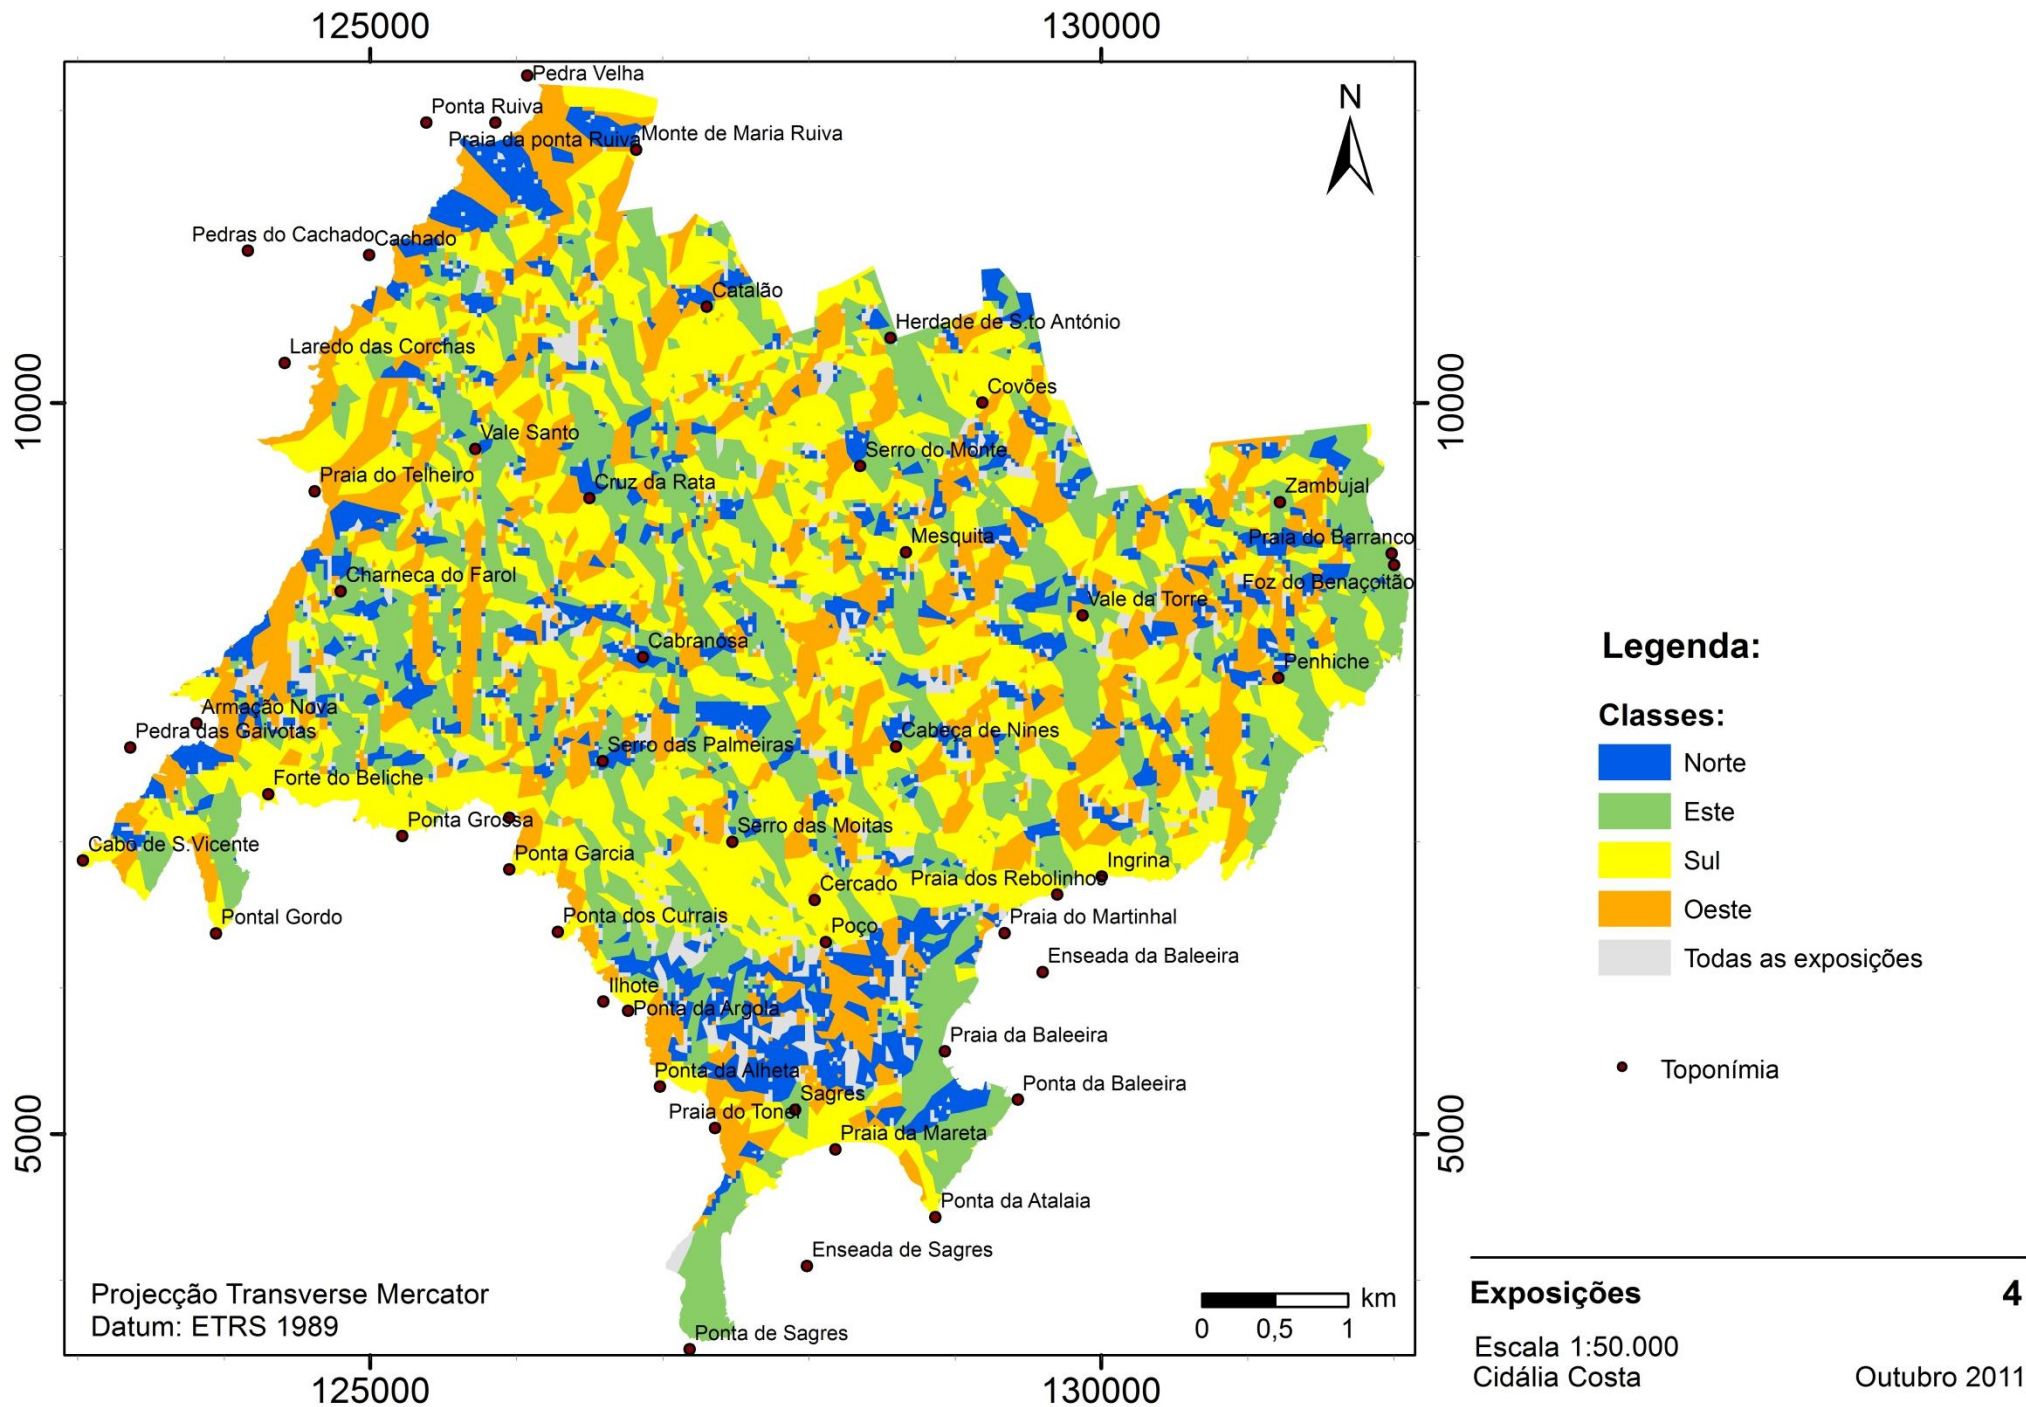 125000 130000
Pedra Velha
Ponta Ruiva
Praia da ponta Ruiva
Monte de Maria Ruiva
N
Pedras do Cachado
Cachado
Catalão
Herdade de S.to António
Laredo das Corchas
Covões
10000
10000
Vale Santo
Serro do Monte
Praia do Telheiro
Cruz da Rata
Zambujal
Mesquita
Praia do Barranco
Charneca do Farol
Foz do Benaçoitão
Vale da Torre
Cabranosa
Penhiche
Armação Nova
Pedra das Gaivotas
Cabeça de Nines
Serro das Palmeiras
Forte do Beliche
Ponta Grossa
Serro das Moitas
Cabo de S.Vicente
Ponta Garcia
Ingrina
Praia dos Rebolinhos
Cercado
Pontal Gordo
Ponta dos Currais
Praia do Martinhal
Poço
Enseada da Baleeira
Ilhote
Ponta da Argola
Praia da Baleeira
Ponta da Alheta
Ponta da Baleeira
Sagres
Praia do Tonel
Praia da Mareta
5000
5000
Ponta da Atalaia
Enseada de Sagres
Ponta de Sagres
Projecção Transverse Mercator
Datum: ETRS 1989
km
0 0,5 1
125000 130000
Legenda:
Classes:
Norte
Este
Sul
Oeste
Todas as exposições
Toponímia
Exposições 4
Escala 1:50.000
Cidália Costa Outubro 2011